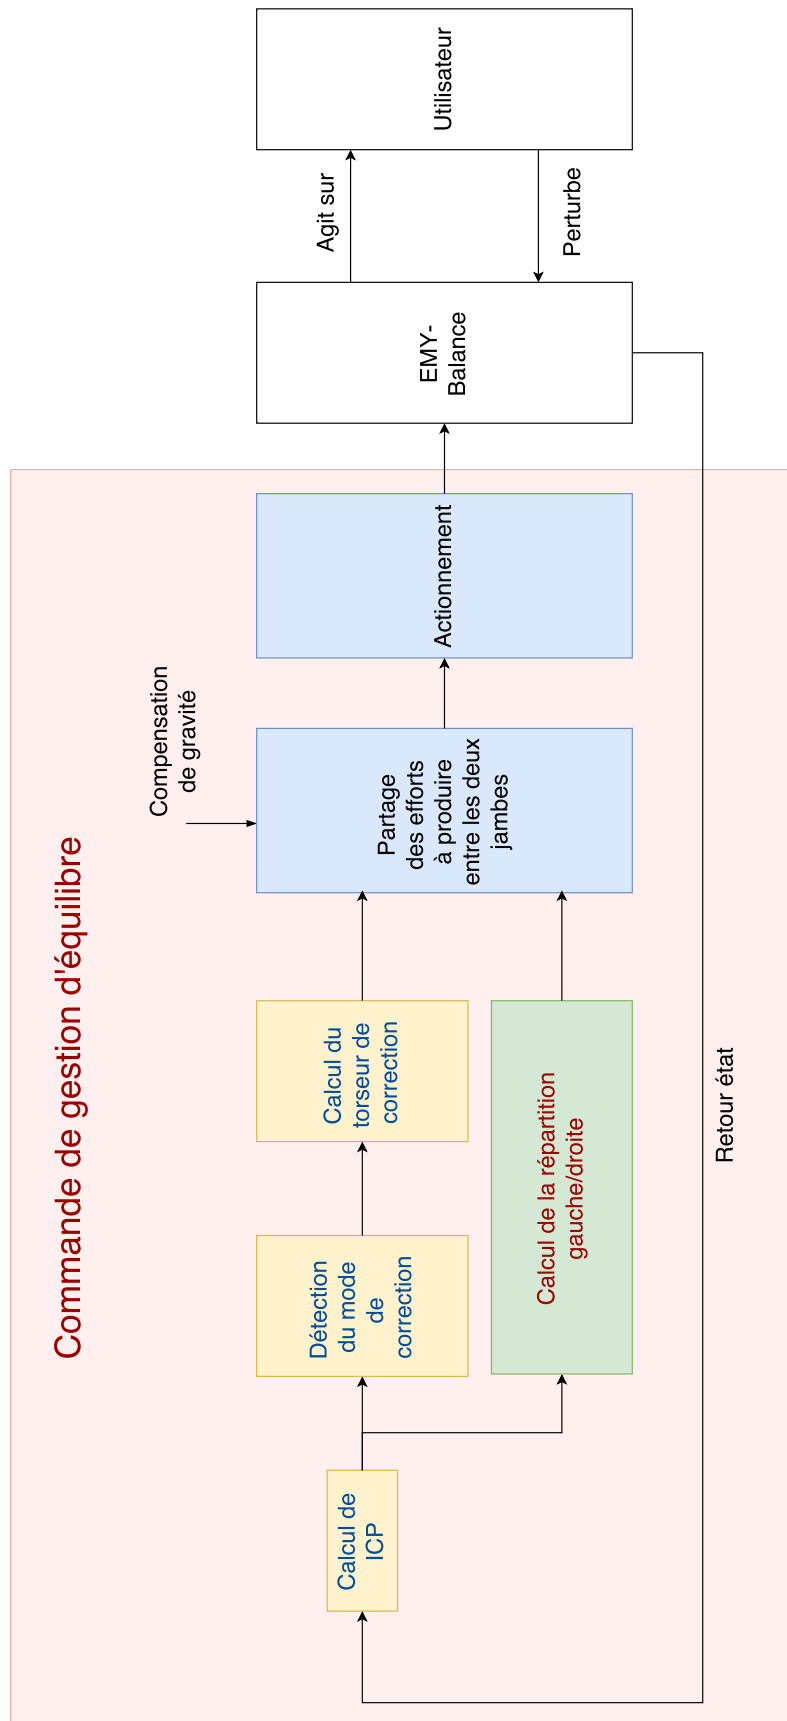 Commande de gestion d'équilibre
Calcul de
ICP
Détection
du mode
de
correction
Calcul du
torseur de
correction
Calcul de la répartition
gauche/droite
Compensation
de gravité
Partage
des efforts
à produire
entre les deux
jambes
Actionnement
EMY-
Balance
Agit sur
Perturbe
Utilisateur
Retour état